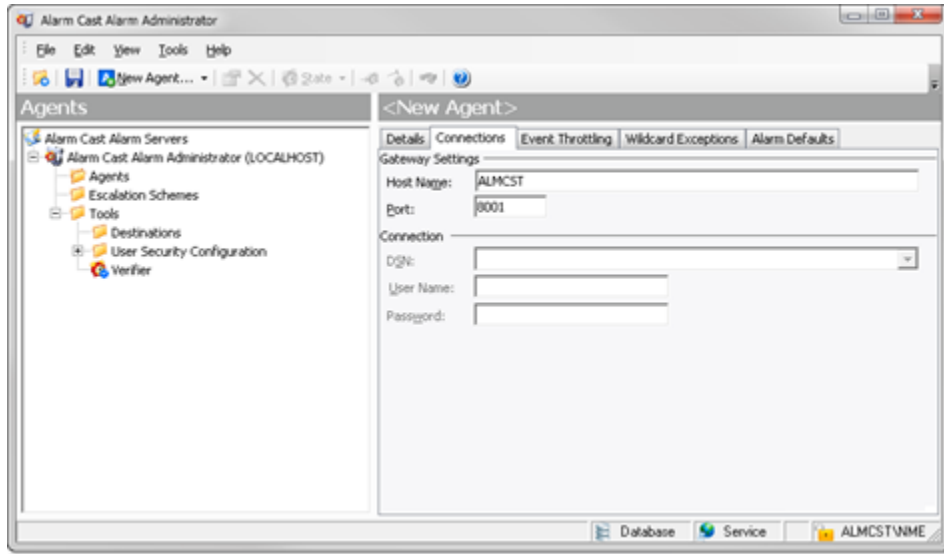 Alarm Cast Alarm Administrator
File Edit View Tools Help
New Agent... State
Agents
<New Agent>
Alarm Cast Alarm Servers
Alarm Cast Alarm Administrator (LOCALHOST)
Agents
Escalation Schemes
Tools
Destinations
User Security Configuration
Verifier
Details Connections Event Throttling Wildcard Exceptions Alarm Defaults
Gateway Settings
Host Name: ALMCST
Port: 8001
Connection
DSN:
User Name:
Password:
Database Service ALMCST\NME